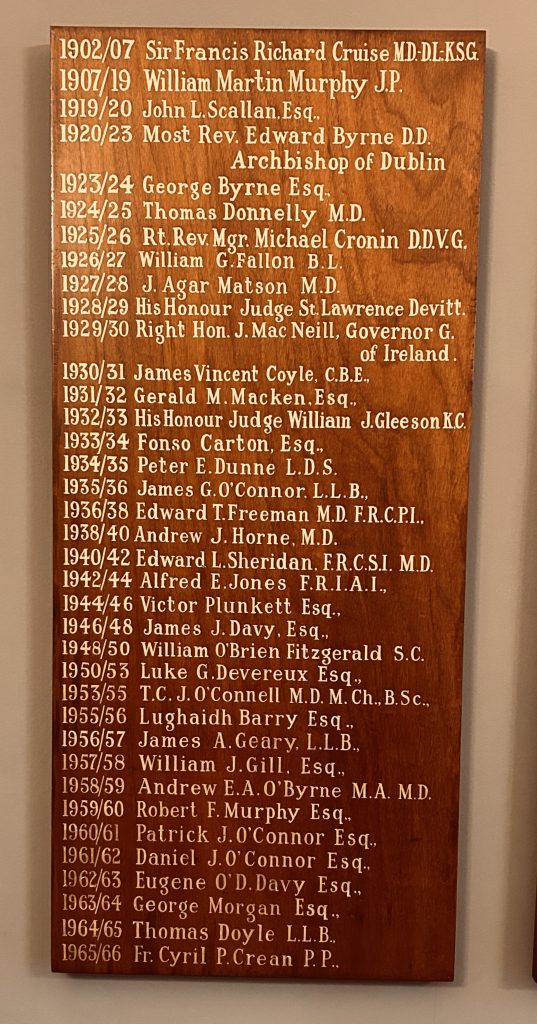 1902/07 Sir Francis Richard Cruise M.D.-D.L.-K.S.G.
1907/19 William Martin Murphy J.P.
1919/20 John L. Scallan, Esq.,
1920/23 Most Rev. Edward Byrne D.D.
Archbishop of Dublin
1923/24 George Byrne Esq.,
1924/25 Thomas Donnelly M.D.
1925/26 Rt. Rev. Mgr. Michael Cronin D.D.V.G.
1926/27 William G. Fallon B.L.
1927/28 J. Agar Matson M.D.
1928/29 His Honour Judge St. Lawrence Devitt.
1929/30 Right Hon. J. Mac Neill, Governor G.
of Ireland.
1930/31 James Vincent Coyle, C.B.E.,
1931/32 Gerald M. Macken, Esq.,
1932/33 His Honour Judge William J. Gleeson K.C.
1933/34 Fonso Carton, Esq.,
1934/35 Peter E. Dunne L.D.S.
1935/36 James G. O'Connor. L.L.B.,
1936/38 Edward T. Freeman M.D. F.R.C.P.I.,
1938/40 Andrew J. Horne, M.D.
1940/42 Edward L. Sheridan, F.R.C.S.I. M.D.
1942/44 Alfred E. Jones F.R.I.A.I.,
1944/46 Victor Plunkett Esq.,
1946/48 James J. Davy, Esq.,
1948/50 William O'Brien Fitzgerald S.C.
1950/53 Luke G. Devereux Esq.,
1953/55 T.C. J. O'Connell M.D. M.Ch., B.Sc.,
1955/56 Lughaidh Barry Esq.,
1956/57 James A. Geary, L.L.B.,
1957/58 William J. Gill, Esq.,
1958/59 Andrew E.A. O'Byrne M.A. M.D.
1959/60 Robert F. Murphy Esq.,
1960/61 Patrick J. O'Connor Esq.,
1961/62 Daniel J. O'Connor Esq.,
1962/63 Eugene O'D. Davy Esq.,
1963/64 George Morgan Esq.,
1964/65 Thomas Doyle L.L.B.,
1965/66 Fr. Cyril P. Crean P.P.,